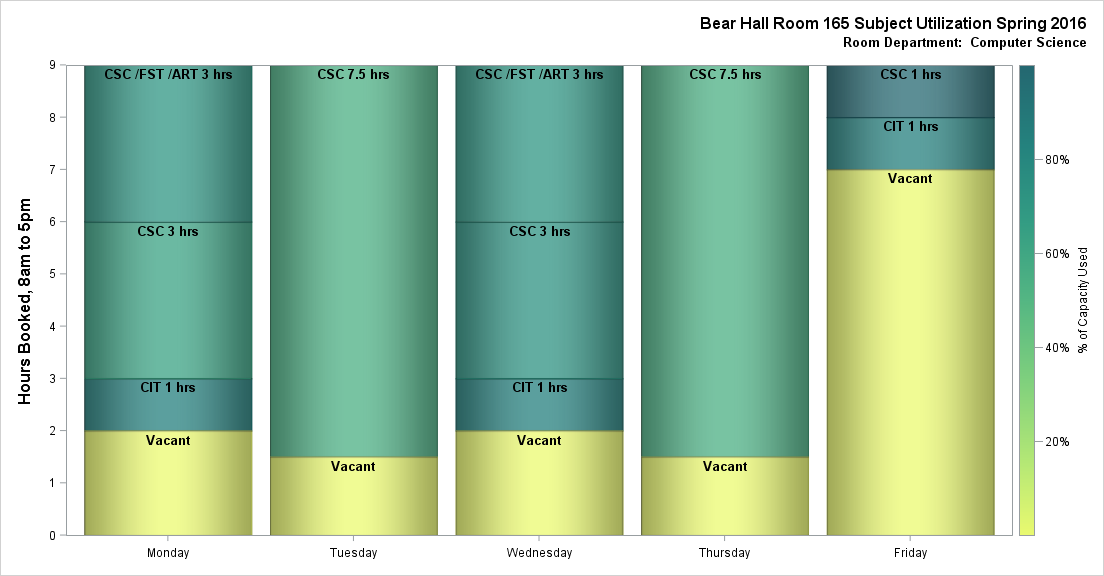 Bear Hall Room 165 Subject Utilization Spring 2016
Room Department:  Computer Science
Hours Booked, 8am to 5pm
9
8
7
6
5
4
3
2
1
0
CSC /FST /ART 3 hrs
CSC 3 hrs
CIT 1 hrs
Vacant
CSC 7.5 hrs
Vacant
CSC /FST /ART 3 hrs
CSC 3 hrs
CIT 1 hrs
Vacant
CSC 7.5 hrs
Vacant
CSC 1 hrs
CIT 1 hrs
Vacant
Monday
Tuesday
Wednesday
Thursday
Friday
80%
60%
40%
20%
% of Capacity Used